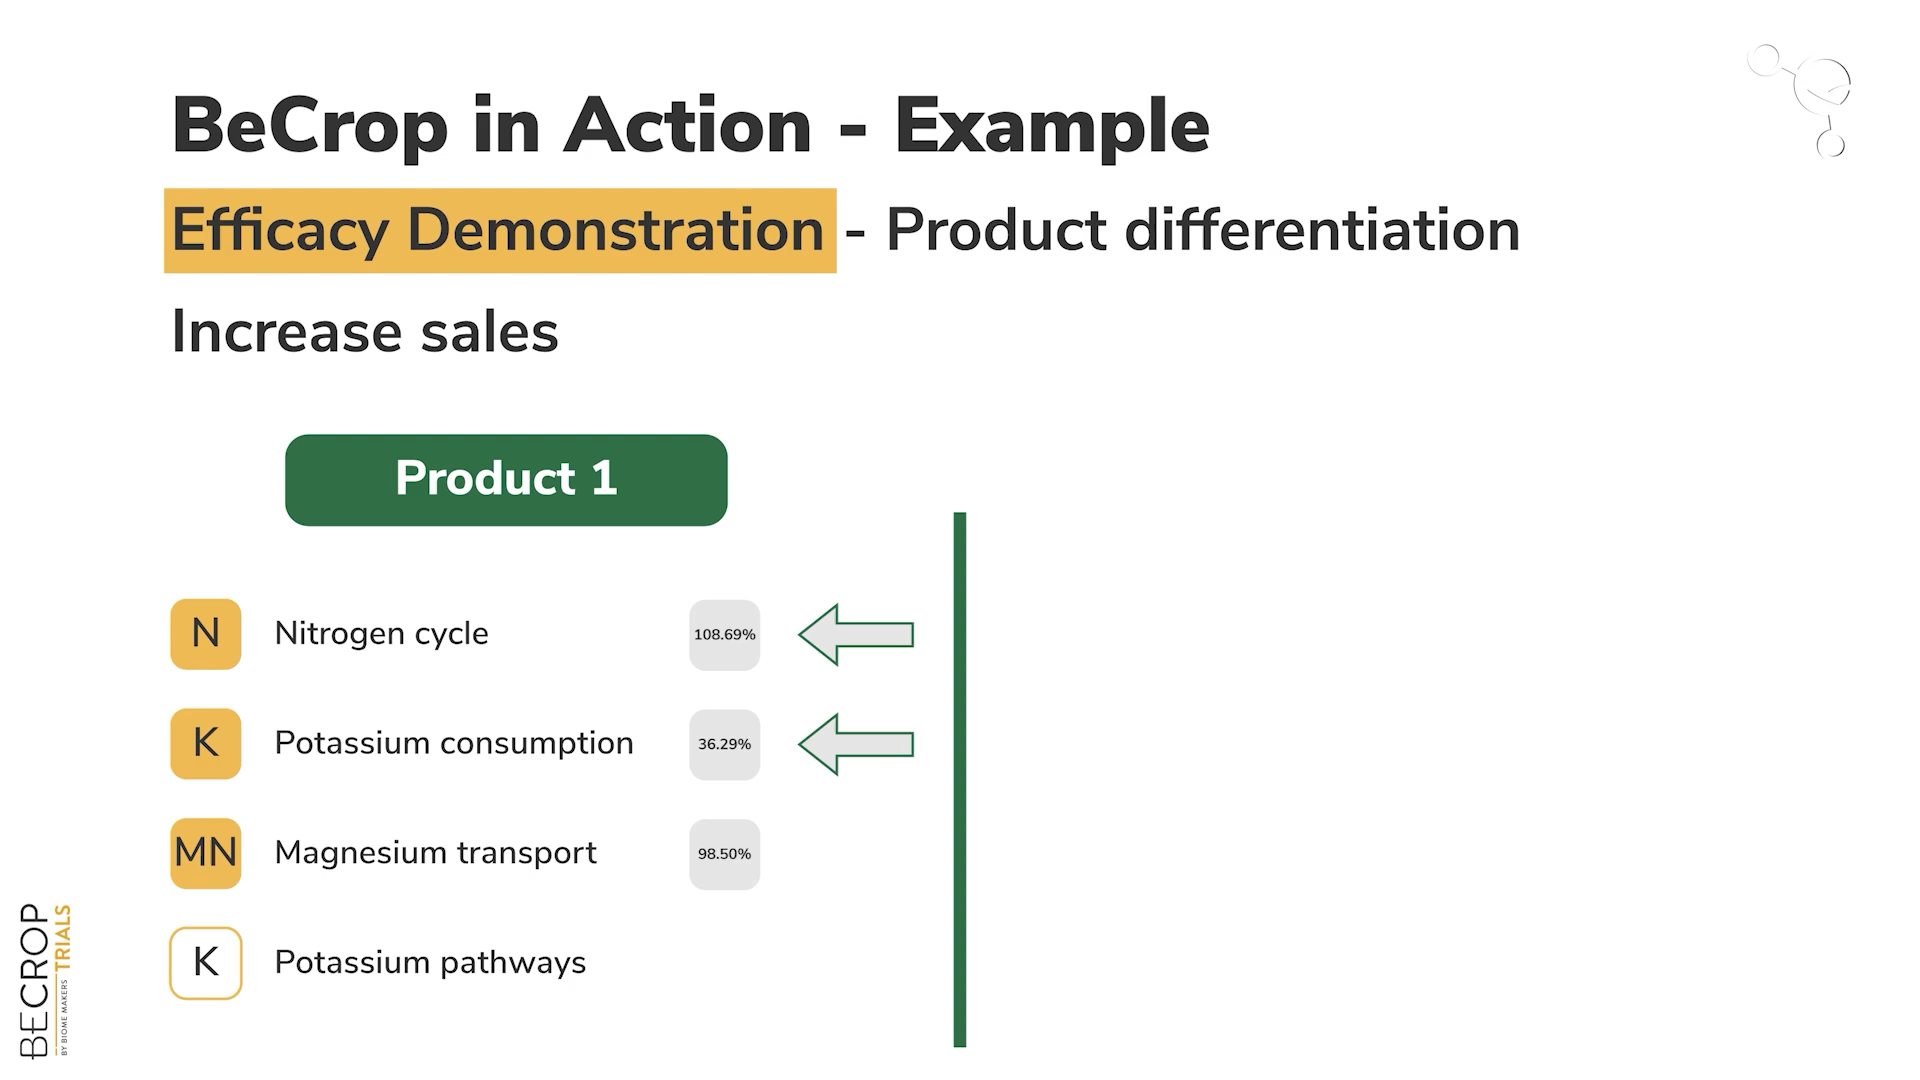 BeCrop in Action - Example
Efficacy Demonstration - Product differentiation
Increase sales
Product 1
N Nitrogen cycle 108.69%
K Potassium consumption 36.29%
MN Magnesium transport 98.50%
K Potassium pathways
BECROP
TRIALS
BY BIOME MAKERS